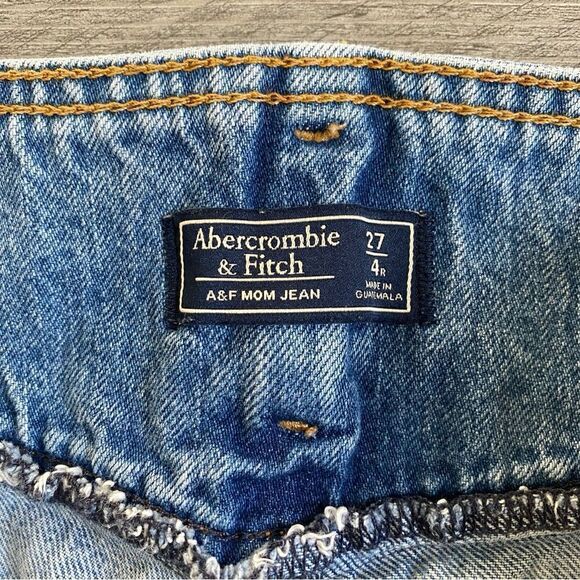 Abercrombie
& Fitch
A&F MOM JEAN
27
4R
MADE IN
GUATEMALA